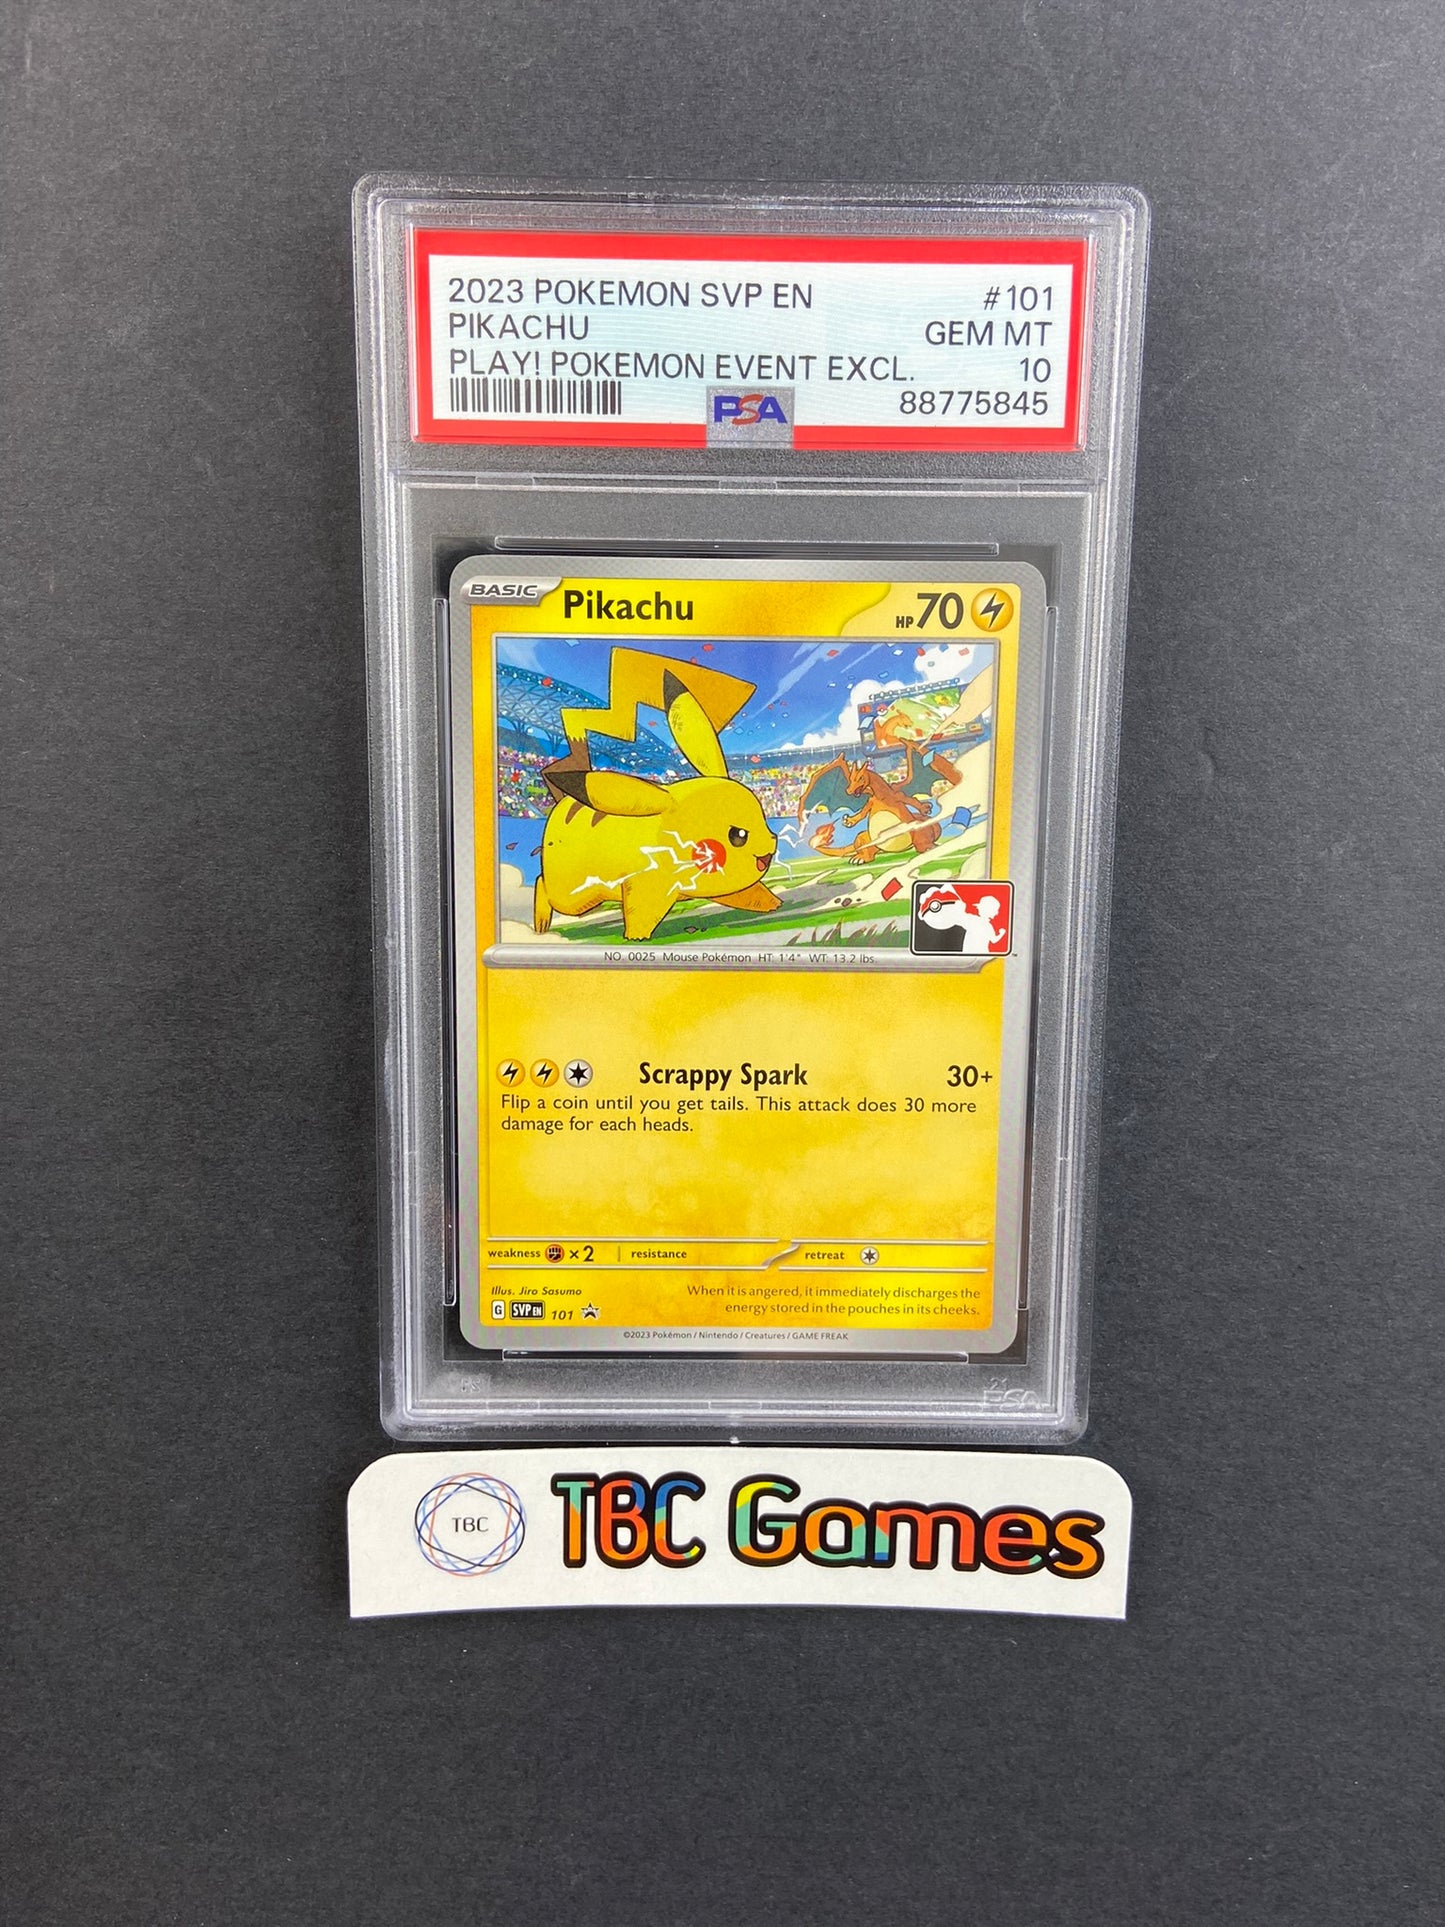 2023 POKEMON SVP EN #101
PIKACHU GEM MT
PLAY! POKEMON EVENT EXCL. 10
PSA 88775845
BASIC Pikachu HP 70
NO. 0025 Mouse Pokémon HT: 1'4" WT: 13.2 lbs.
Scrappy Spark 30+
Flip a coin until you get tails. This attack does 30 more
damage for each heads.
weakness ×2 resistance retreat
Illus. Jiro Sasumo
When it is angered, it immediately discharges the
energy stored in the pouches in its cheeks.
G SVP EN 101
©2023 Pokémon / Nintendo / Creatures / GAME FREAK
PSA
TBC TBC Games